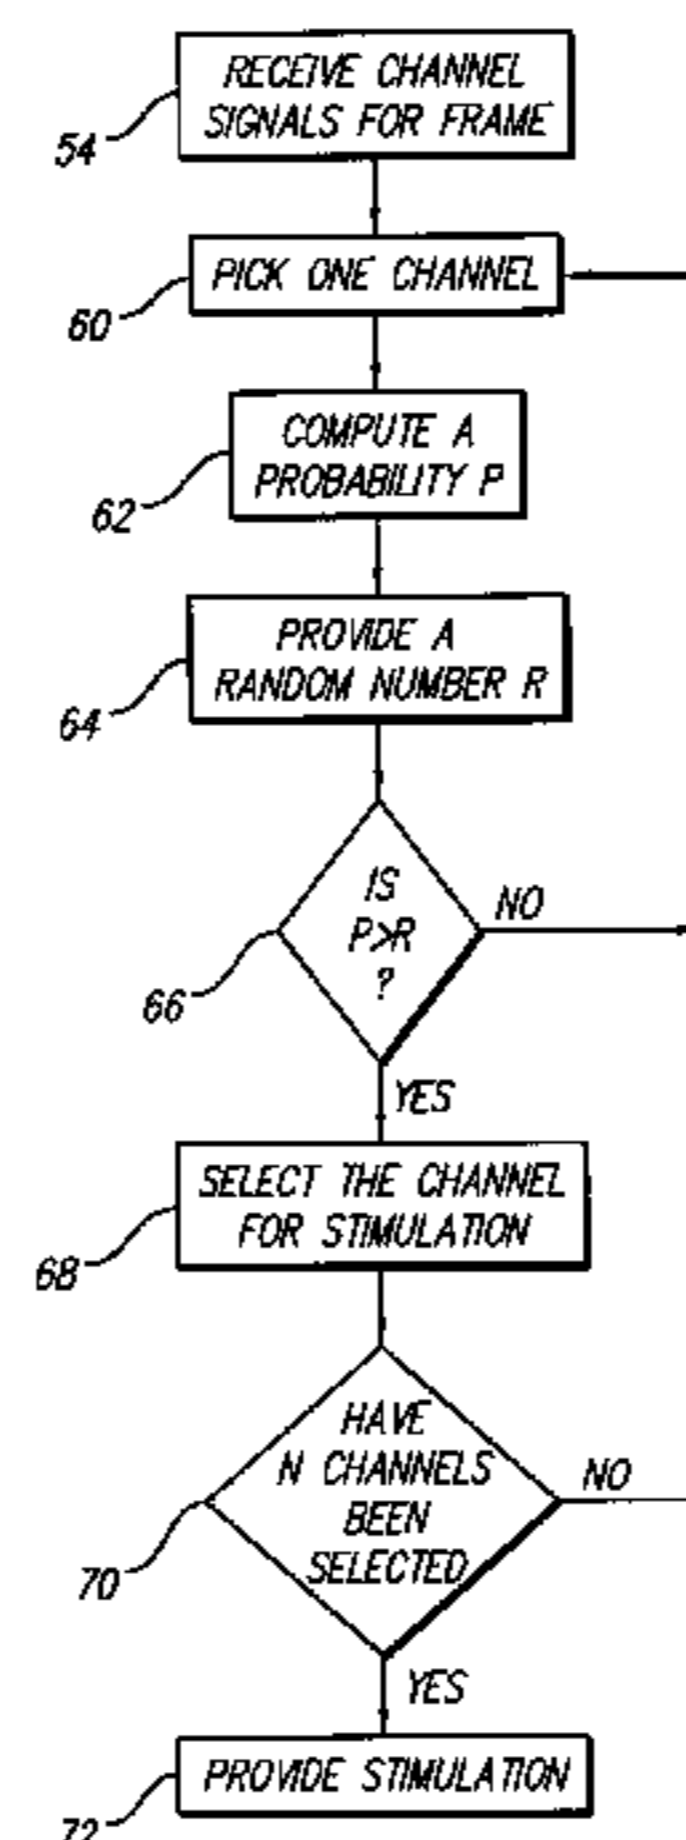 RECEIVE CHANNEL
SIGNALS FOR FRAME
54
PICK ONE CHANNEL
60
COMPUTE A
PROBABILITY P
62
PROVIDE A
RANDOM NUMBER R
64
IS
P>R
?
NO
66
YES
SELECT THE CHANNEL
FOR STIMULATION
68
HAVE
N CHANNELS
BEEN
SELECTED
NO
70
YES
PROVIDE STIMULATION
72